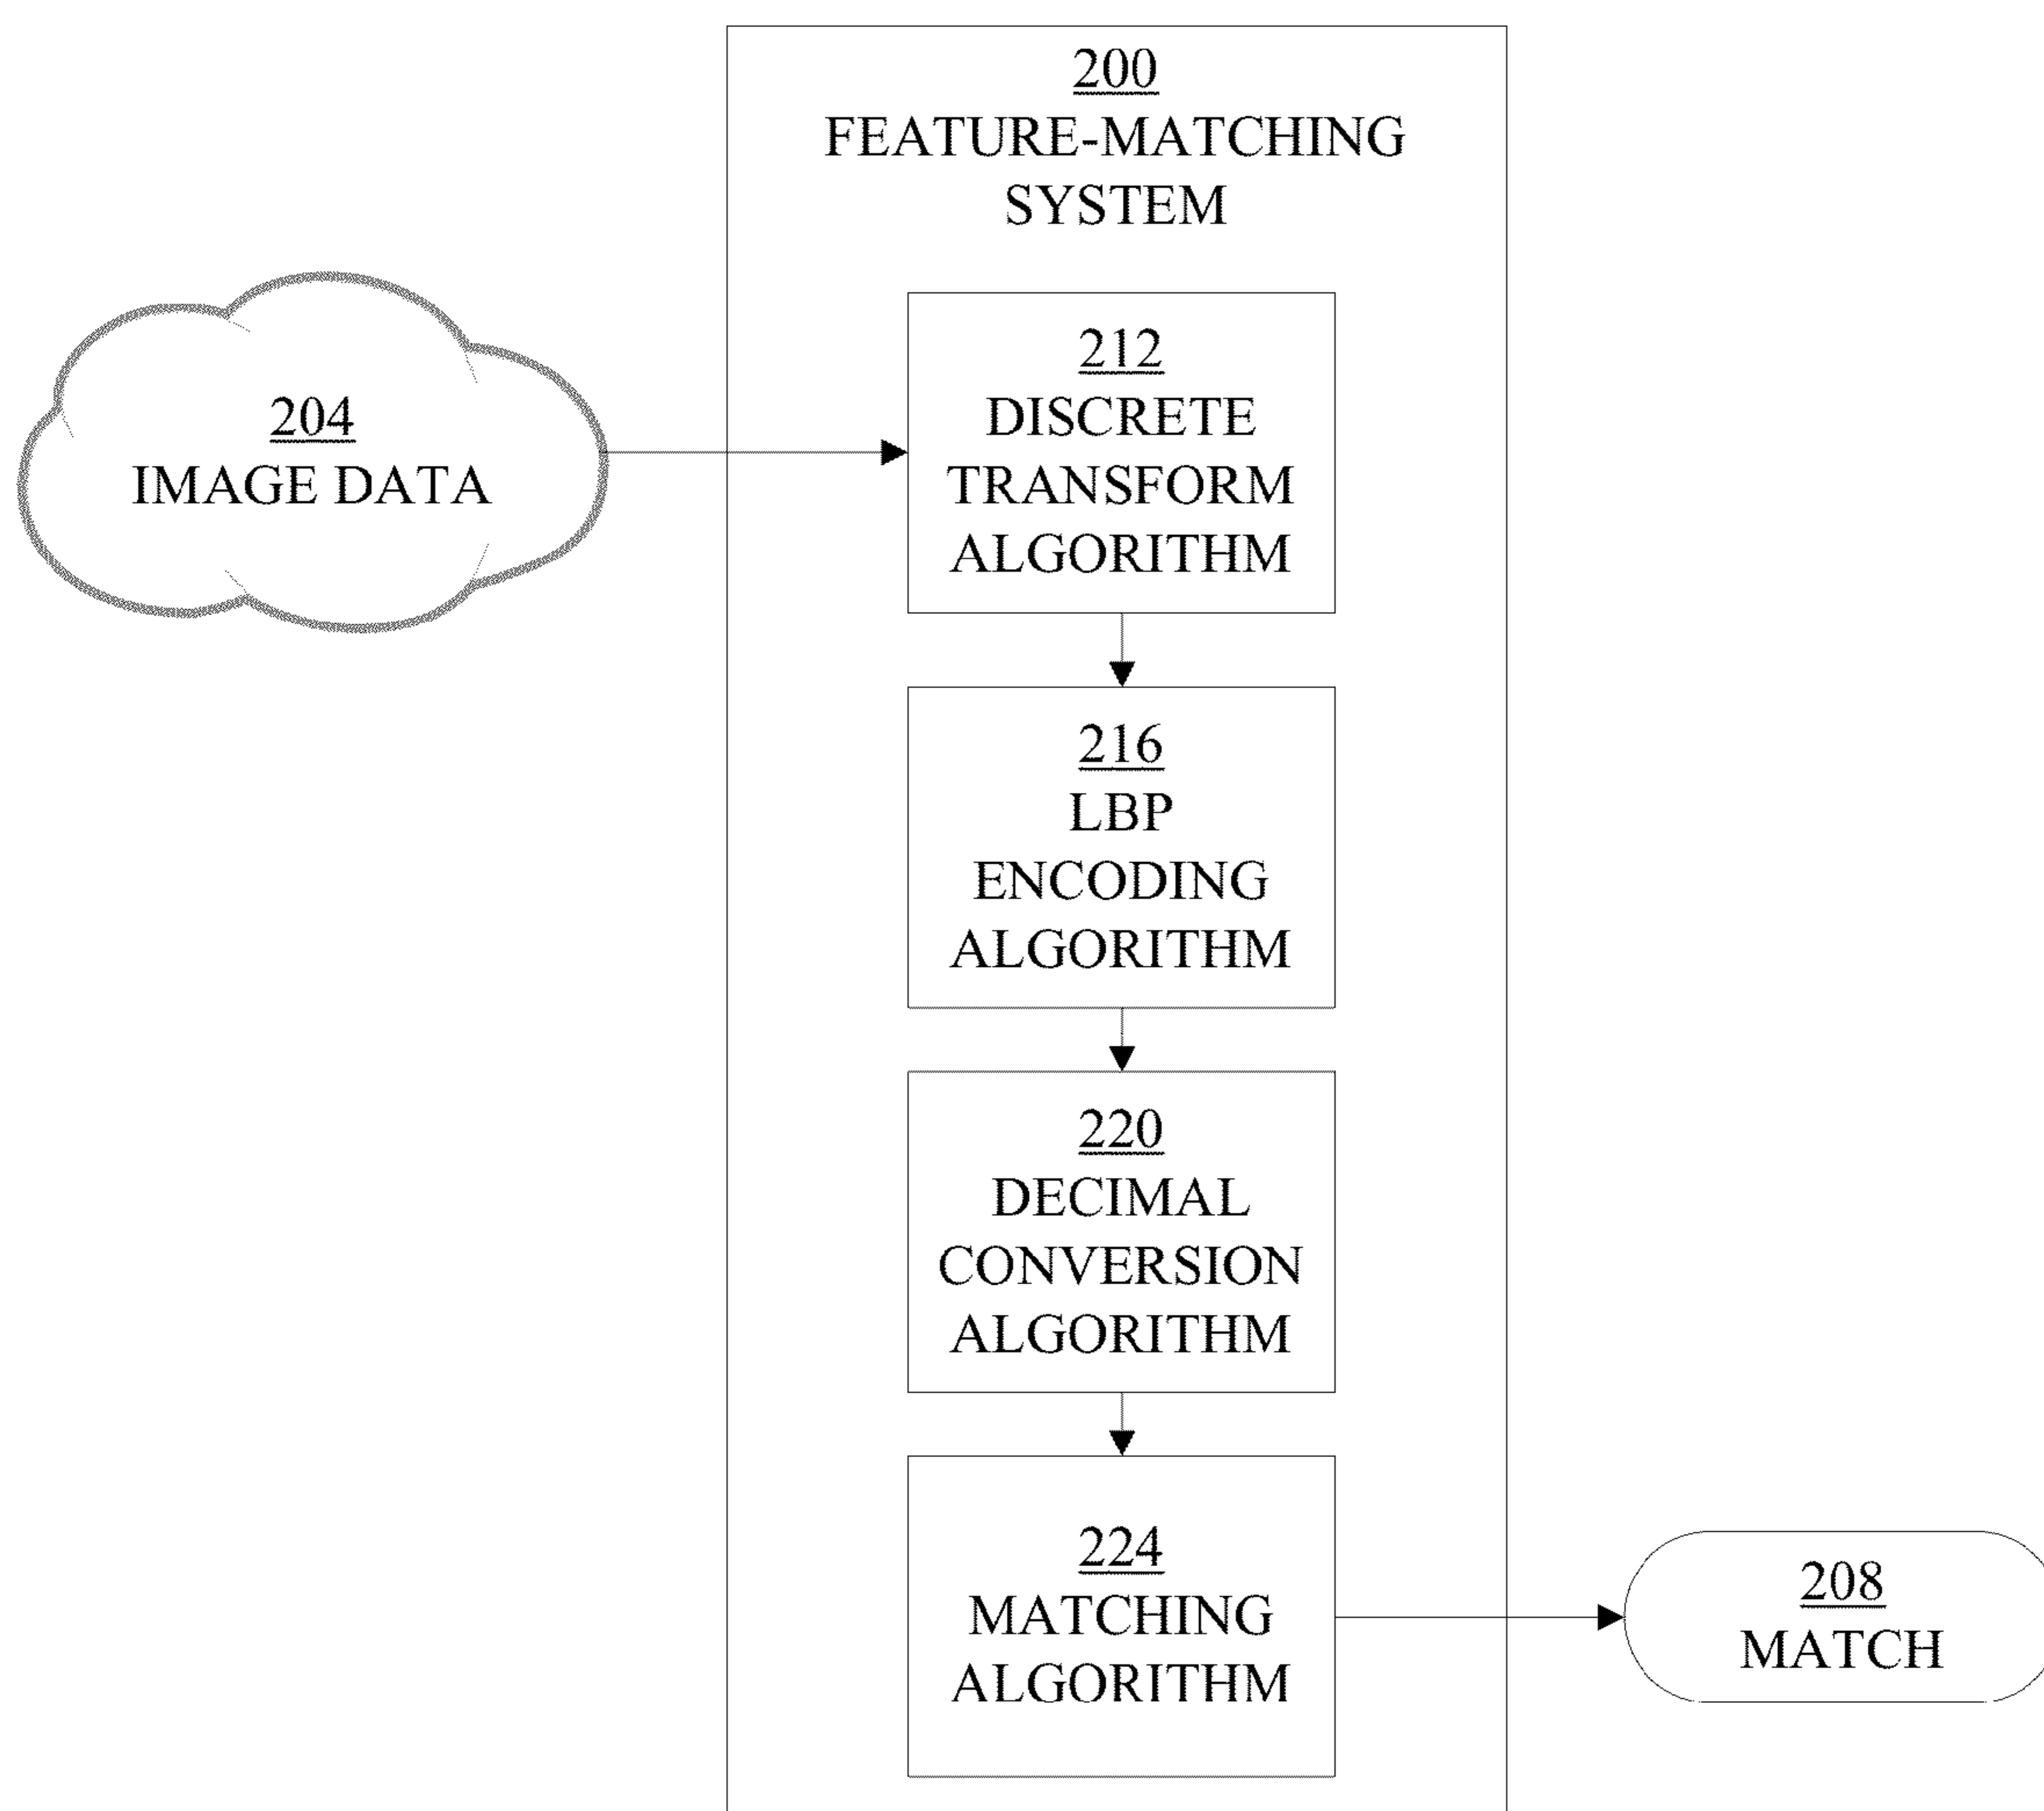 200
FEATURE-MATCHING
SYSTEM
204
IMAGE DATA
212
DISCRETE
TRANSFORM
ALGORITHM
216
LBP
ENCODING
ALGORITHM
220
DECIMAL
CONVERSION
ALGORITHM
224
MATCHING
ALGORITHM
208
MATCH